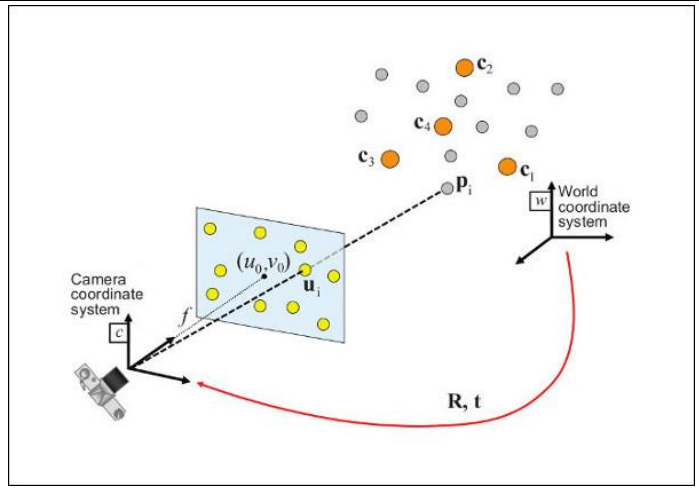 c₂
c₄
c₃
c₁
pᵢ
w
World
coordinate
system
(u₀,v₀)
uᵢ
Camera
coordinate
system
f
c
R, t